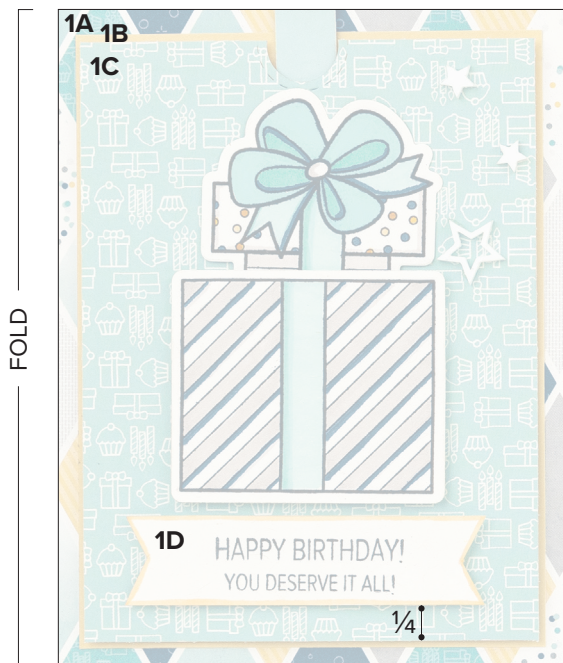 1A
1B
1C
FOLD
1D
HAPPY BIRTHDAY!
YOU DESERVE IT ALL!
¼